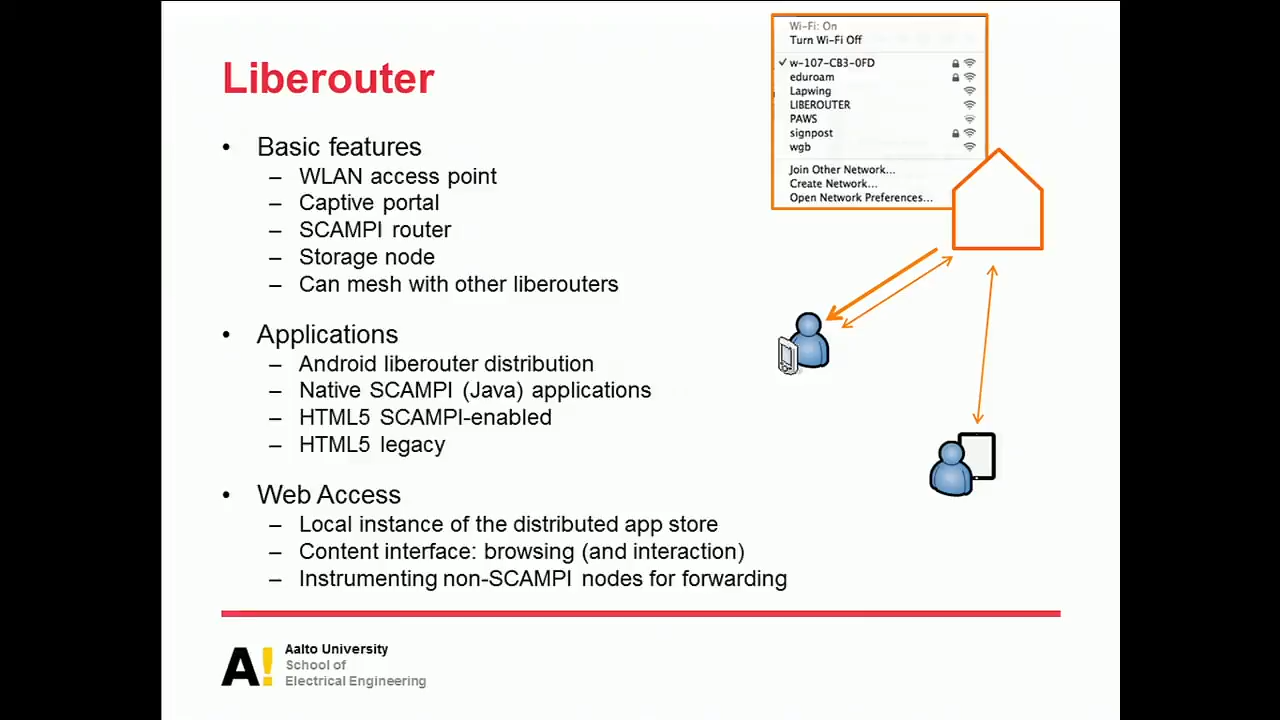 Liberouter
• Basic features
– WLAN access point
– Captive portal
– SCAMPI router
– Storage node
– Can mesh with other liberouters
• Applications
– Android liberouter distribution
– Native SCAMPI (Java) applications
– HTML5 SCAMPI-enabled
– HTML5 legacy
• Web Access
– Local instance of the distributed app store
– Content interface: browsing (and interaction)
– Instrumenting non-SCAMPI nodes for forwarding
Wi-Fi: On
Turn Wi-Fi Off
✓ w-107-CB3-0FD
eduroam
Lapwing
LIBEROUTER
PAWS
signpost
wgb
Join Other Network...
Create Network...
Open Network Preferences...
A!
Aalto University
School of
Electrical Engineering